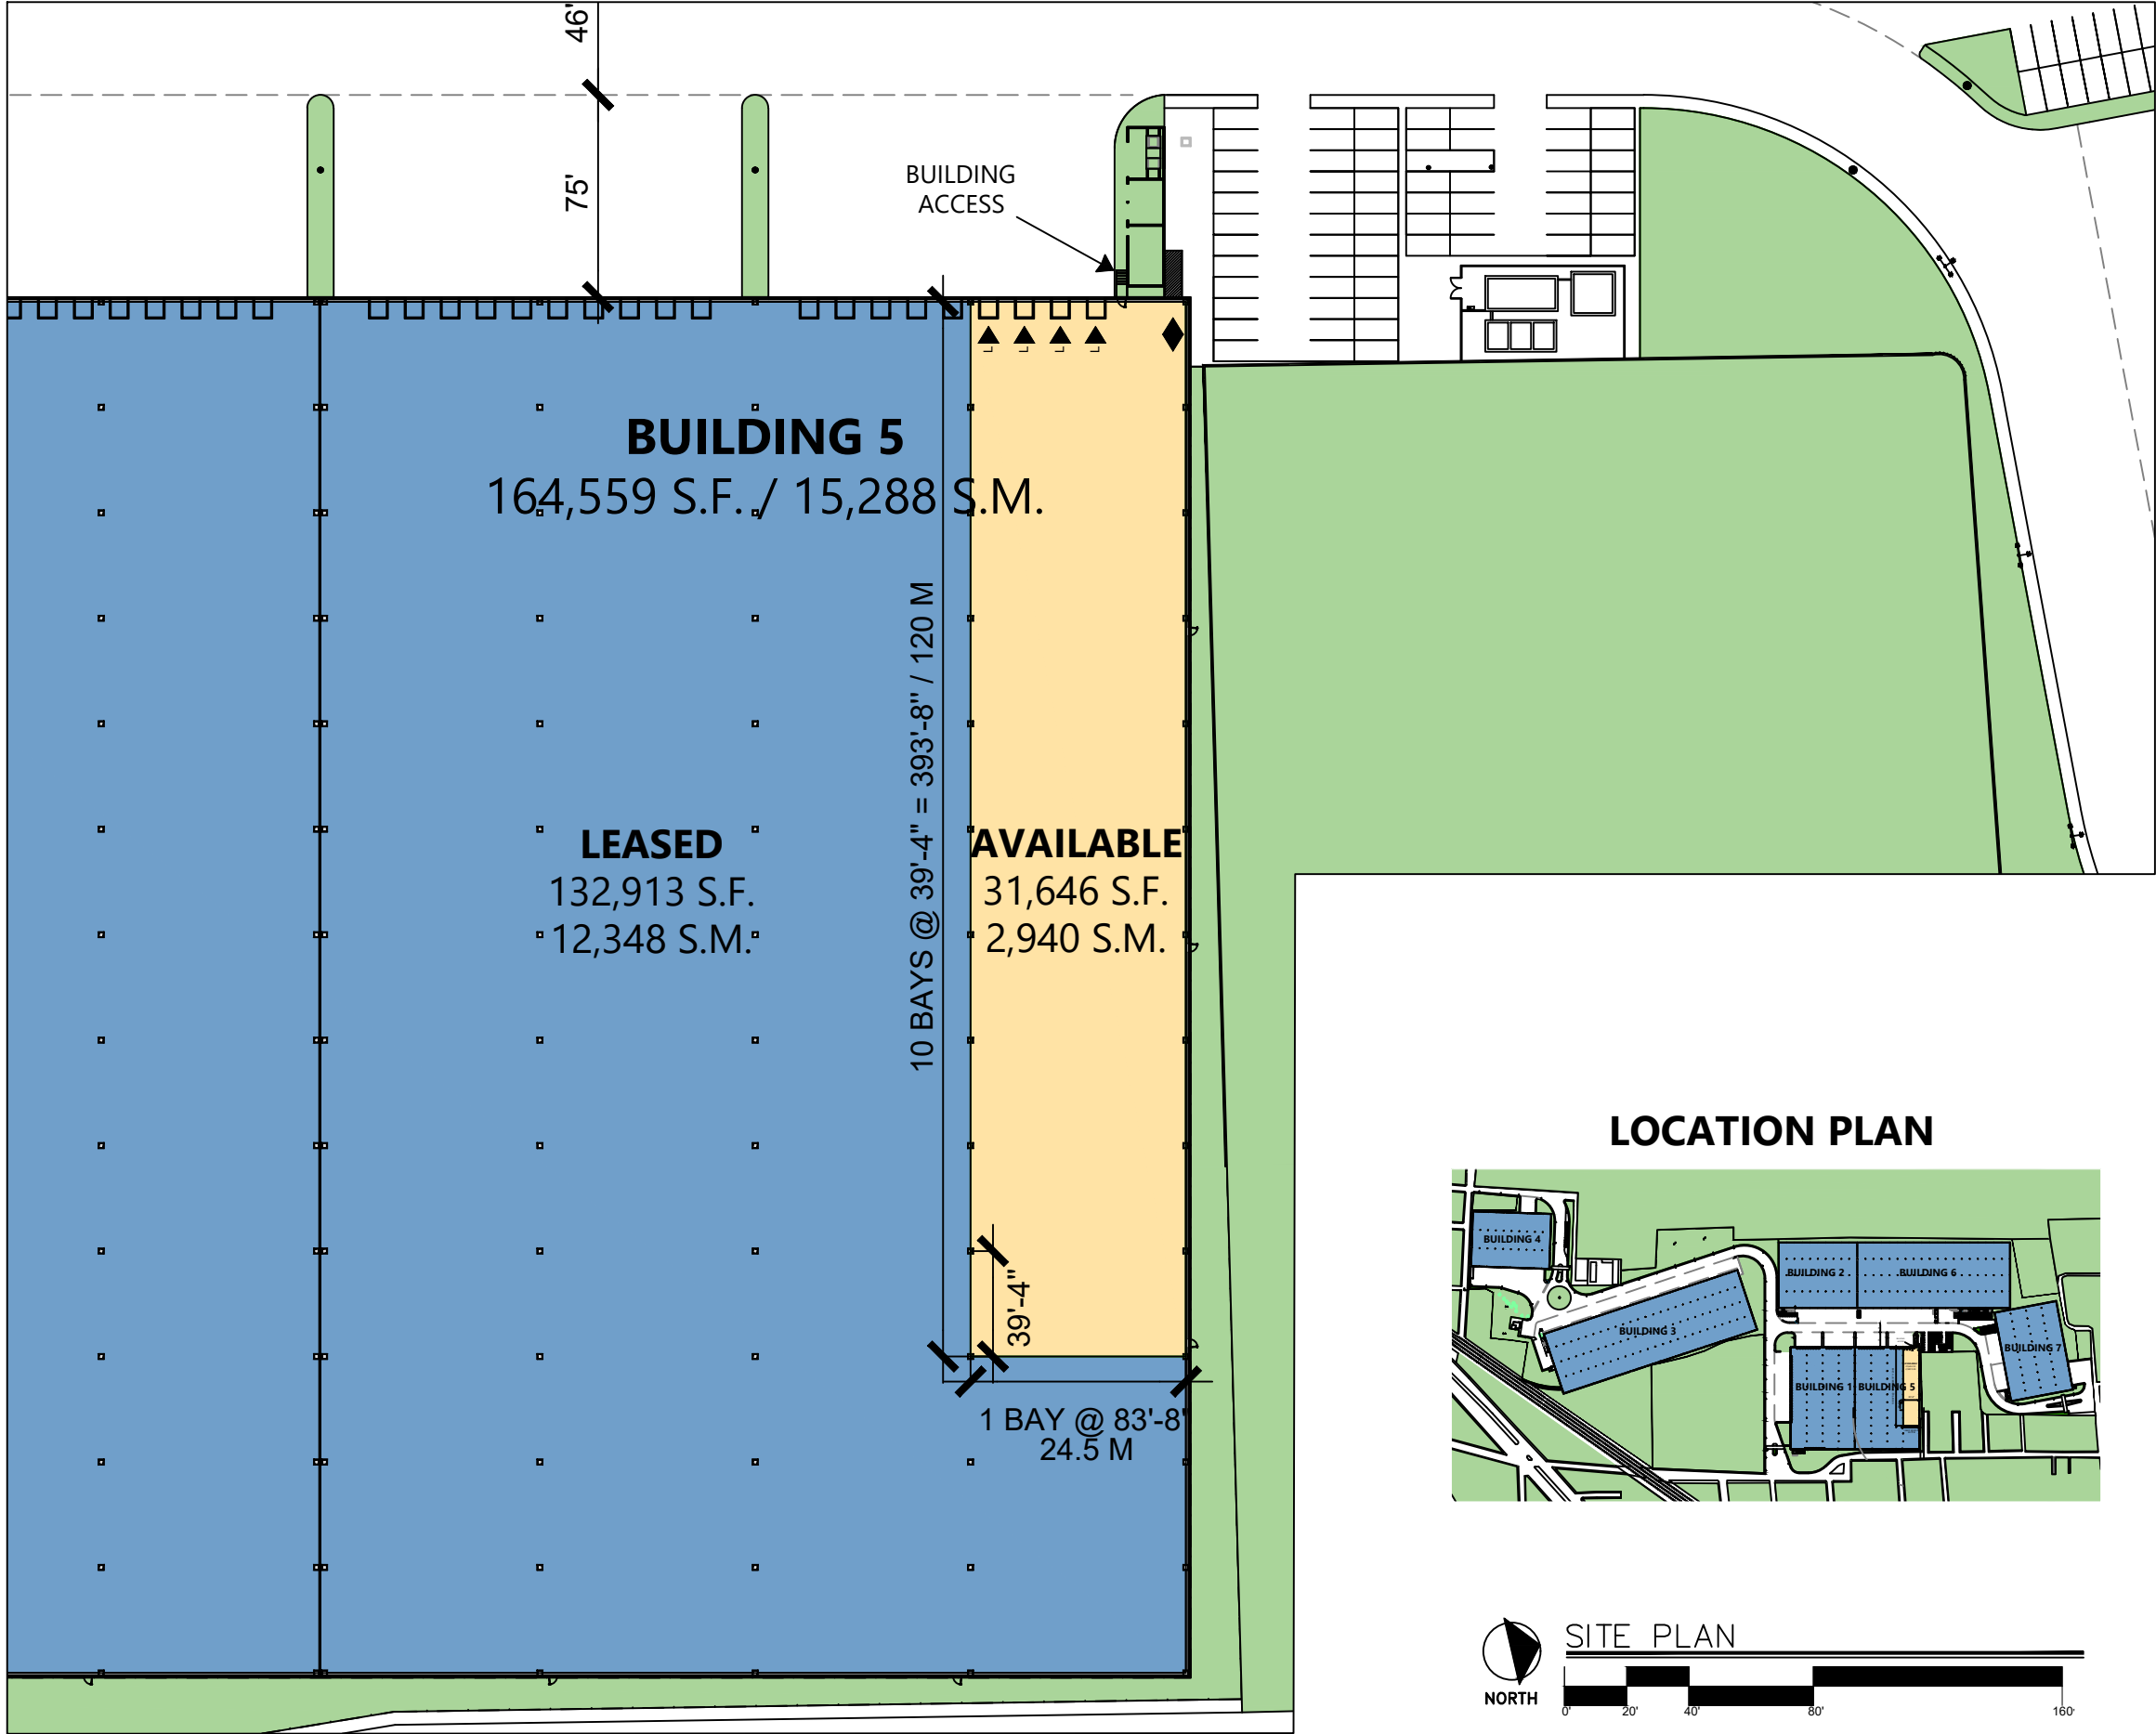 46'
75'
BUILDING
ACCESS
BUILDING 5
164,559 S.F. / 15,288 S.M.
10 BAYS @ 39'-4" = 393'-8" / 120 M
LEASED
132,913 S.F.
12,348 S.M.
AVAILABLE
31,646 S.F.
2,940 S.M.
39'-4"
1 BAY @ 83'-8'
24.5 M
LOCATION PLAN
BUILDING 4
BUILDING 2
BUILDING 6
BUILDING 3
BUILDING 7
BUILDING 1
BUILDING 5
SITE PLAN
NORTH
0' 20' 40' 80' 160'